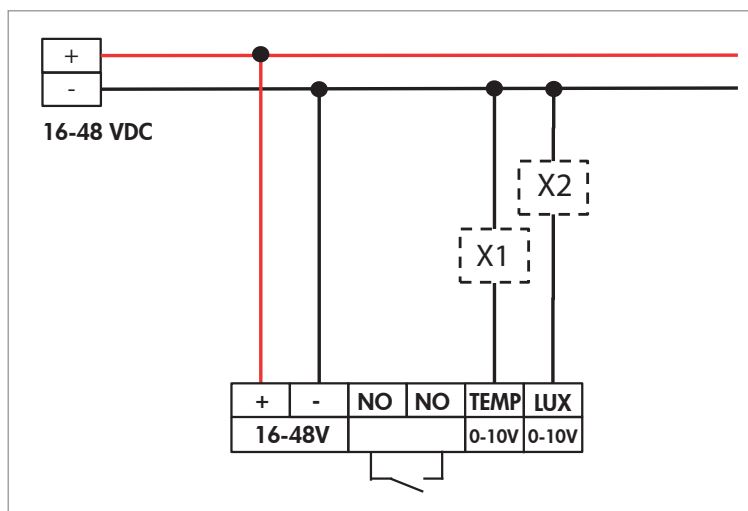 +
-
16-48 VDC
X2
X1
+ - NO NO TEMP LUX
16-48V 0-10V 0-10V